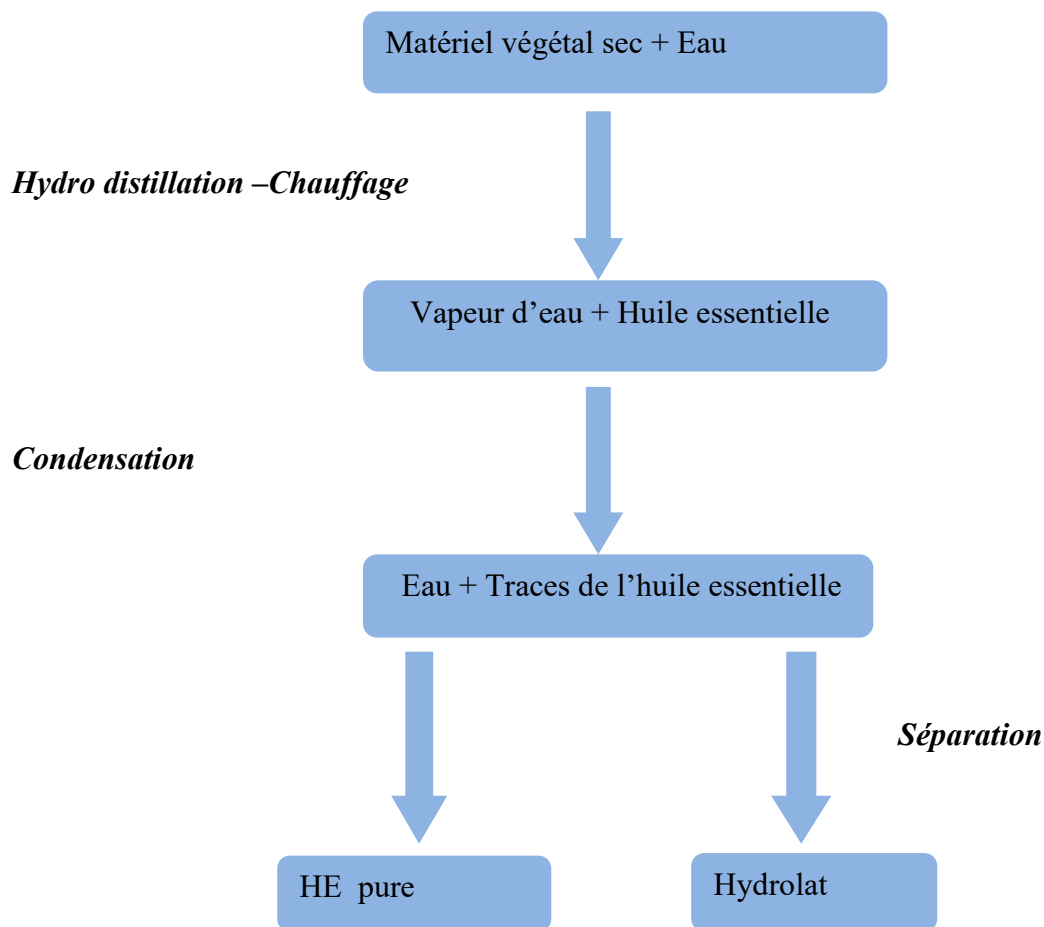 Matériel végétal sec + Eau
Hydro distillation –Chauffage
Vapeur d’eau + Huile essentielle
Condensation
Eau + Traces de l’huile essentielle
Séparation
HE pure
Hydrolat